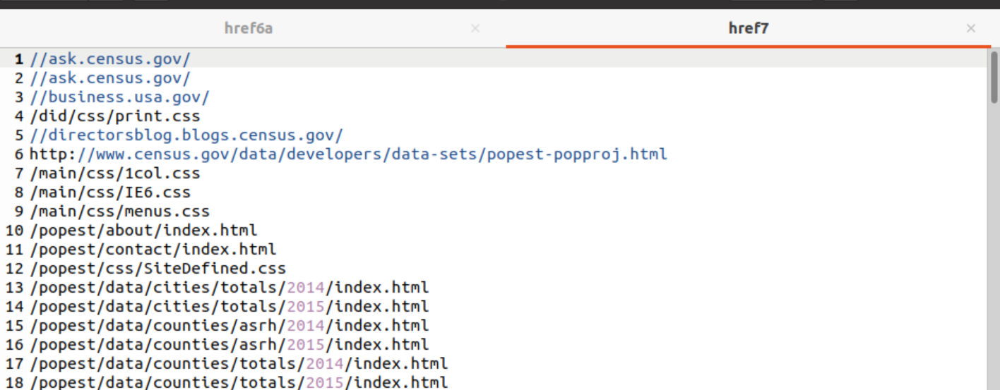 href6a × href7 ×
1 //ask.census.gov/
2 //ask.census.gov/
3 //business.usa.gov/
4 /did/css/print.css
5 //directorsblog.blogs.census.gov/
6 http://www.census.gov/data/developers/data-sets/popest-popproj.html
7 /main/css/1col.css
8 /main/css/IE6.css
9 /main/css/menus.css
10 /popest/about/index.html
11 /popest/contact/index.html
12 /popest/css/SiteDefined.css
13 /popest/data/cities/totals/2014/index.html
14 /popest/data/cities/totals/2015/index.html
15 /popest/data/counties/asrh/2014/index.html
16 /popest/data/counties/asrh/2015/index.html
17 /popest/data/counties/totals/2014/index.html
18 /popest/data/counties/totals/2015/index.html